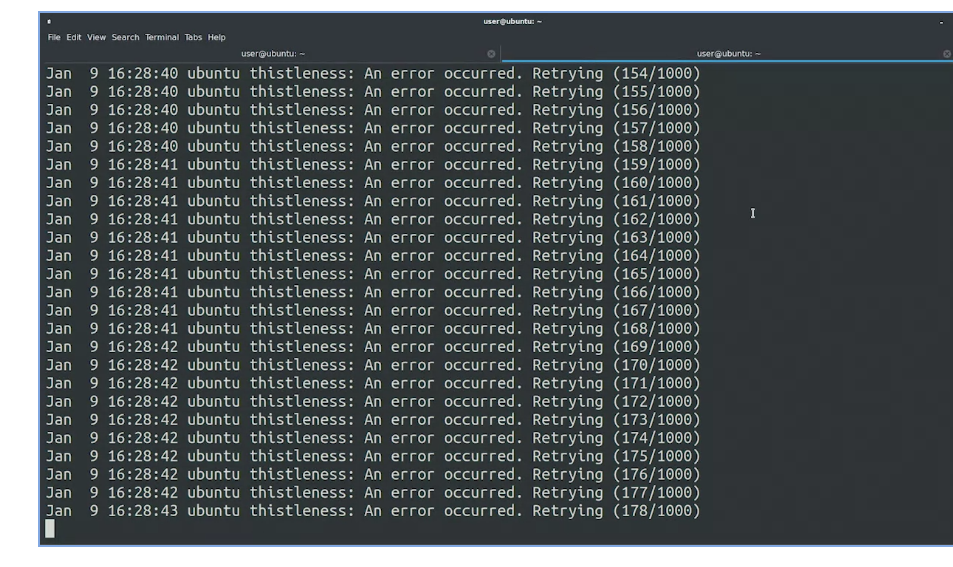 user@ubuntu: ~
File Edit View Search Terminal Tabs Help
user@ubuntu: ~ user@ubuntu: ~
Jan  9 16:28:40 ubuntu thistleness: An error occurred. Retrying (154/1000)
Jan  9 16:28:40 ubuntu thistleness: An error occurred. Retrying (155/1000)
Jan  9 16:28:40 ubuntu thistleness: An error occurred. Retrying (156/1000)
Jan  9 16:28:40 ubuntu thistleness: An error occurred. Retrying (157/1000)
Jan  9 16:28:40 ubuntu thistleness: An error occurred. Retrying (158/1000)
Jan  9 16:28:41 ubuntu thistleness: An error occurred. Retrying (159/1000)
Jan  9 16:28:41 ubuntu thistleness: An error occurred. Retrying (160/1000)
Jan  9 16:28:41 ubuntu thistleness: An error occurred. Retrying (161/1000)
Jan  9 16:28:41 ubuntu thistleness: An error occurred. Retrying (162/1000)
Jan  9 16:28:41 ubuntu thistleness: An error occurred. Retrying (163/1000)
Jan  9 16:28:41 ubuntu thistleness: An error occurred. Retrying (164/1000)
Jan  9 16:28:41 ubuntu thistleness: An error occurred. Retrying (165/1000)
Jan  9 16:28:41 ubuntu thistleness: An error occurred. Retrying (166/1000)
Jan  9 16:28:41 ubuntu thistleness: An error occurred. Retrying (167/1000)
Jan  9 16:28:41 ubuntu thistleness: An error occurred. Retrying (168/1000)
Jan  9 16:28:42 ubuntu thistleness: An error occurred. Retrying (169/1000)
Jan  9 16:28:42 ubuntu thistleness: An error occurred. Retrying (170/1000)
Jan  9 16:28:42 ubuntu thistleness: An error occurred. Retrying (171/1000)
Jan  9 16:28:42 ubuntu thistleness: An error occurred. Retrying (172/1000)
Jan  9 16:28:42 ubuntu thistleness: An error occurred. Retrying (173/1000)
Jan  9 16:28:42 ubuntu thistleness: An error occurred. Retrying (174/1000)
Jan  9 16:28:42 ubuntu thistleness: An error occurred. Retrying (175/1000)
Jan  9 16:28:42 ubuntu thistleness: An error occurred. Retrying (176/1000)
Jan  9 16:28:42 ubuntu thistleness: An error occurred. Retrying (177/1000)
Jan  9 16:28:43 ubuntu thistleness: An error occurred. Retrying (178/1000)